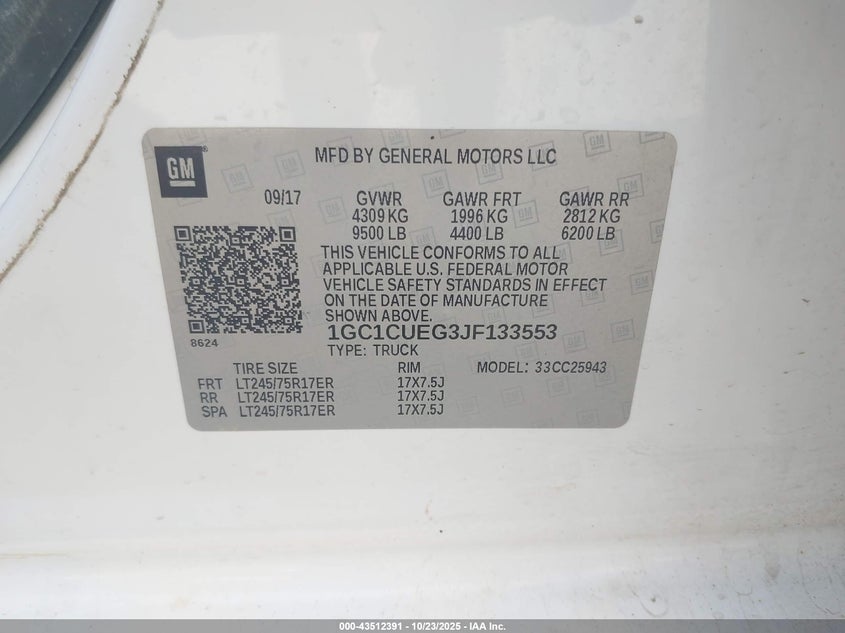 GM
MFD BY GENERAL MOTORS LLC
09/17 GVWR GAWR FRT GAWR RR
4309 KG 1996 KG 2812 KG
9500 LB 4400 LB 6200 LB
THIS VEHICLE CONFORMS TO ALL
APPLICABLE U.S. FEDERAL MOTOR
VEHICLE SAFETY STANDARDS IN EFFECT
ON THE DATE OF MANUFACTURE
SHOWN ABOVE.
8624
1GC1CUEG3JF133553
TYPE: TRUCK
TIRE SIZE RIM MODEL: 33CC25943
FRT LT245/75R17ER 17X7.5J
RR LT245/75R17ER 17X7.5J
SPA LT245/75R17ER 17X7.5J
000-43512391 - 10/23/2025 - IAA Inc.